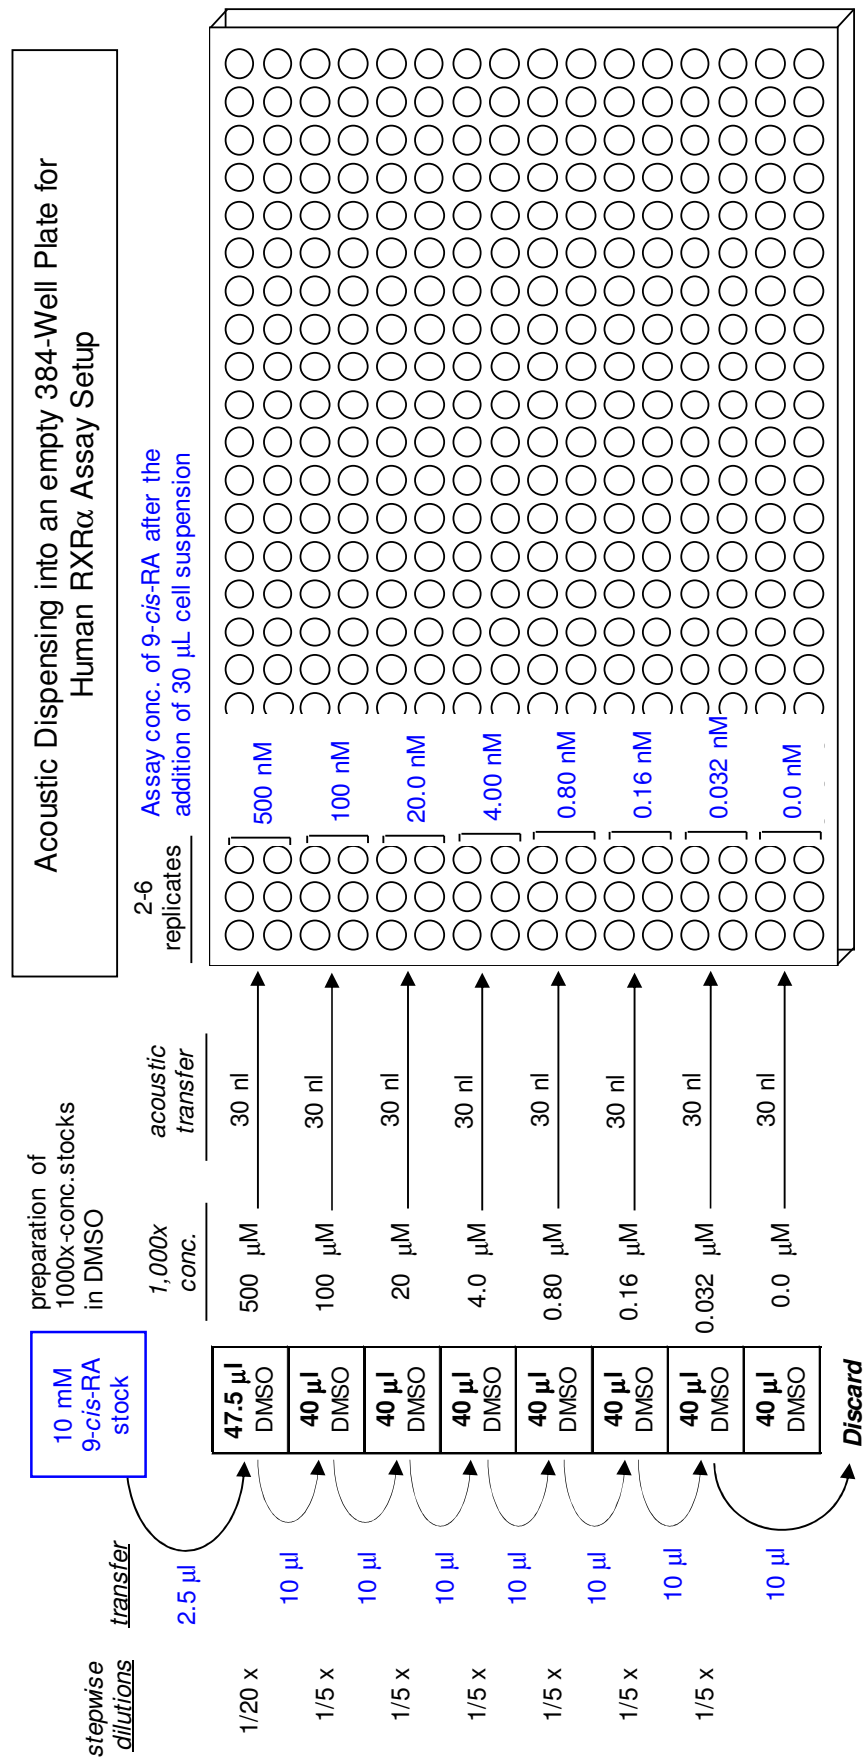 Acoustic Dispensing into an empty 384-Well Plate for
Human RXRα Assay Setup
10 mM
9-cis-RA
stock
preparation of
1000x-conc.stocks
in DMSO
Assay conc. of 9-cis-RA after the
addition of 30 μL cell suspension
stepwise
dilutions
transfer
1,000x
conc.
acoustic
transfer
2-6
replicates
2.5 μl
1/20 x
47.5 μl
DMSO
500 μM
30 nl
500 nM
10 μl
1/5 x
40 μl
DMSO
100 μM
30 nl
100 nM
10 μl
1/5 x
40 μl
DMSO
20 μM
30 nl
20.0 nM
10 μl
1/5 x
40 μl
DMSO
4.0 μM
30 nl
4.00 nM
10 μl
1/5 x
40 μl
DMSO
0.80 μM
30 nl
0.80 nM
10 μl
1/5 x
40 μl
DMSO
0.16 μM
30 nl
0.16 nM
10 μl
1/5 x
40 μl
DMSO
0.032 μM
30 nl
0.032 nM
10 μl
40 μl
DMSO
0.0 μM
30 nl
0.0 nM
Discard